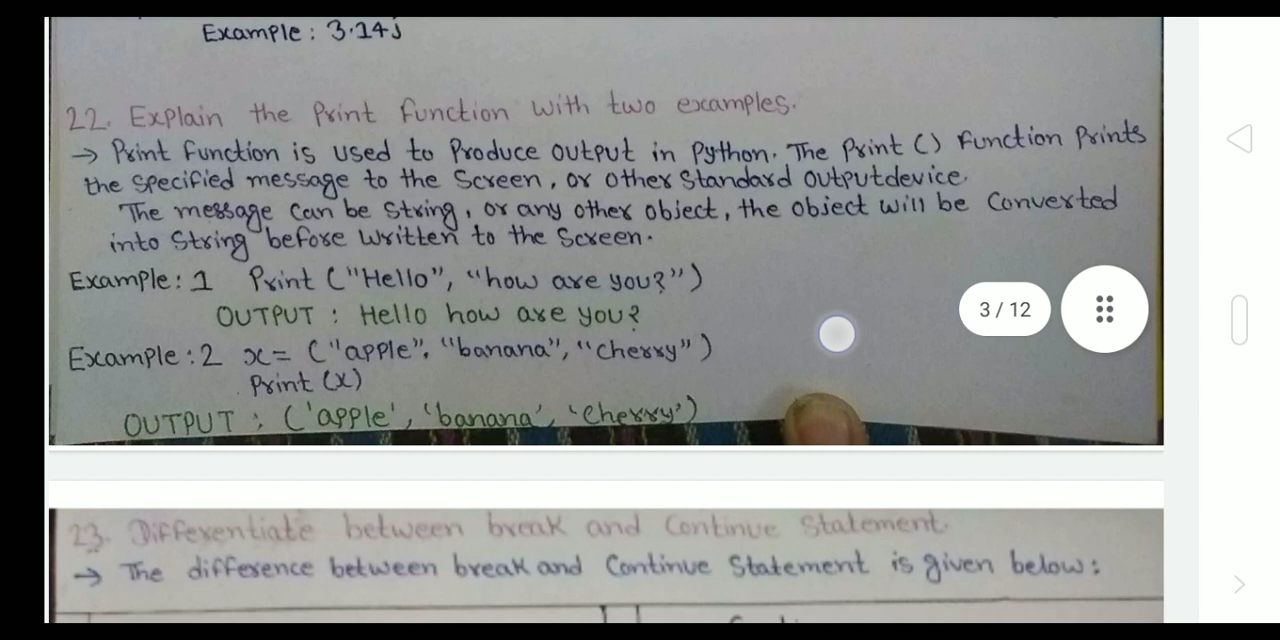 Example : 3.14j
22. Explain the Print function with two examples.
→ Print function is used to Produce output in Python. The Print () Function Prints
the specified message to the Screen, or other Standard outputdevice.
The message can be String, or any other object, the object will be Converted
into String before written to the Screen.
Example : 1 Print ("Hello", "how are you?")
OUTPUT : Hello how are you?
3 / 12
Example : 2 x = ("apple", "banana", "Cherry")
Print (x)
OUTPUT : ('apple', 'banana', 'Cherry')
23. Differentiate between break and Continue Statement
→ The difference between break and Continue Statement is given below :